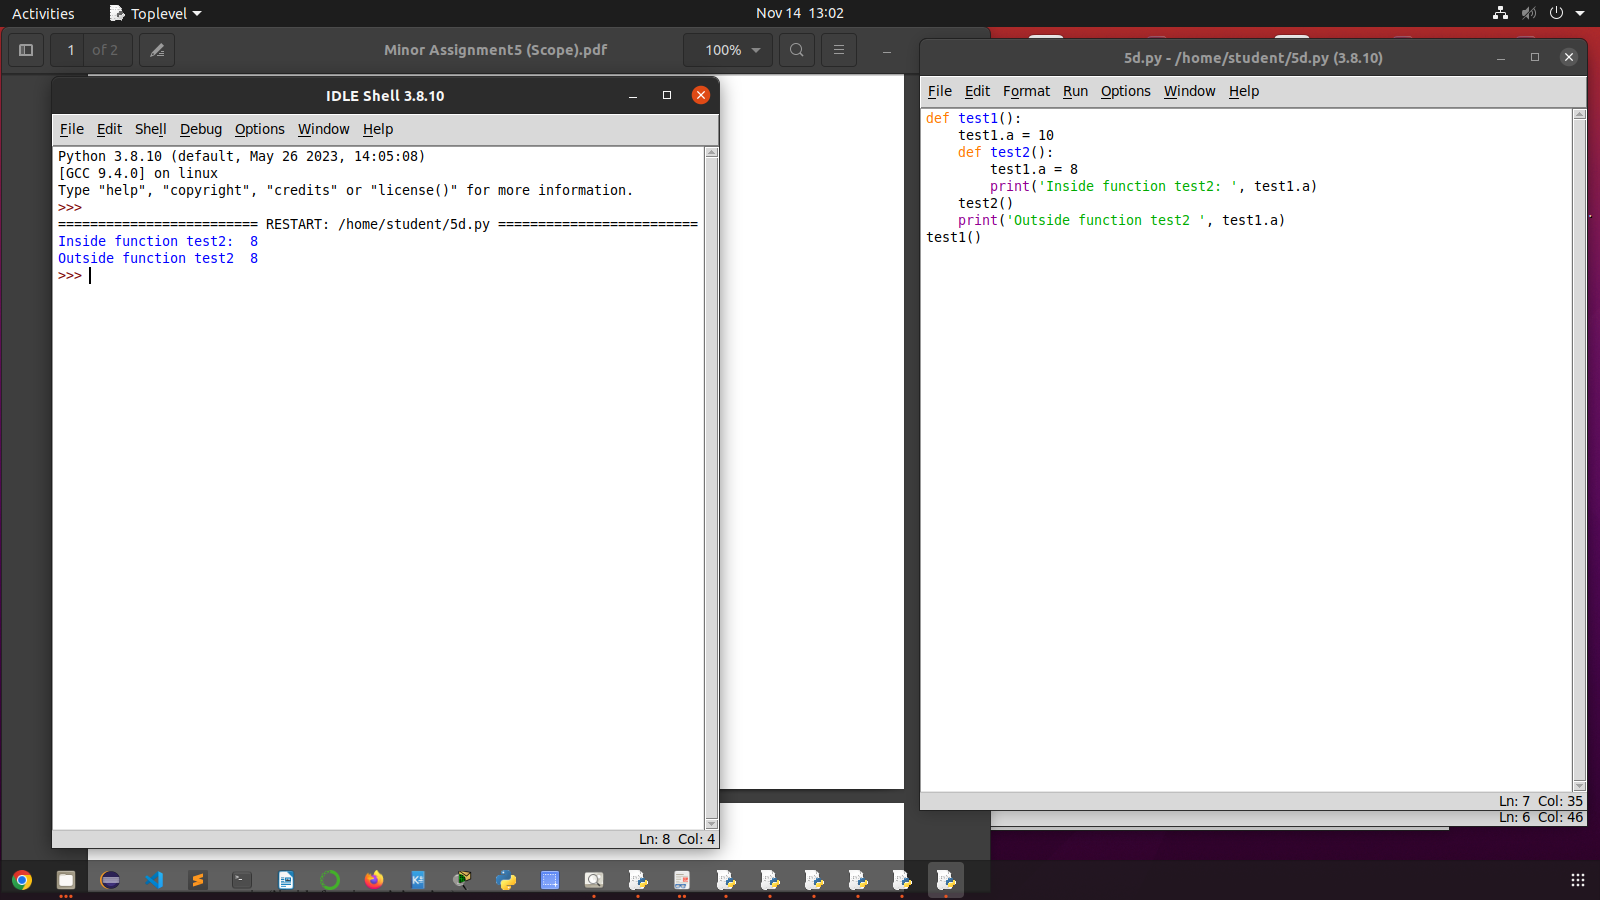 Activities Toplevel Nov 14 13:02
1 of 2 Minor Assignment5 (Scope).pdf 100%
IDLE Shell 3.8.10
File Edit Shell Debug Options Window Help
Python 3.8.10 (default, May 26 2023, 14:05:08)
[GCC 9.4.0] on linux
Type "help", "copyright", "credits" or "license()" for more information.
>>>
========================= RESTART: /home/student/5d.py =========================
Inside function test2:  8
Outside function test2  8
>>>
Ln: 8 Col: 4
5d.py - /home/student/5d.py (3.8.10)
File Edit Format Run Options Window Help
def test1():
    test1.a = 10
    def test2():
        test1.a = 8
        print('Inside function test2: ', test1.a)
    test2()
    print('Outside function test2 ', test1.a)
test1()
Ln: 7 Col: 35
Ln: 6 Col: 46